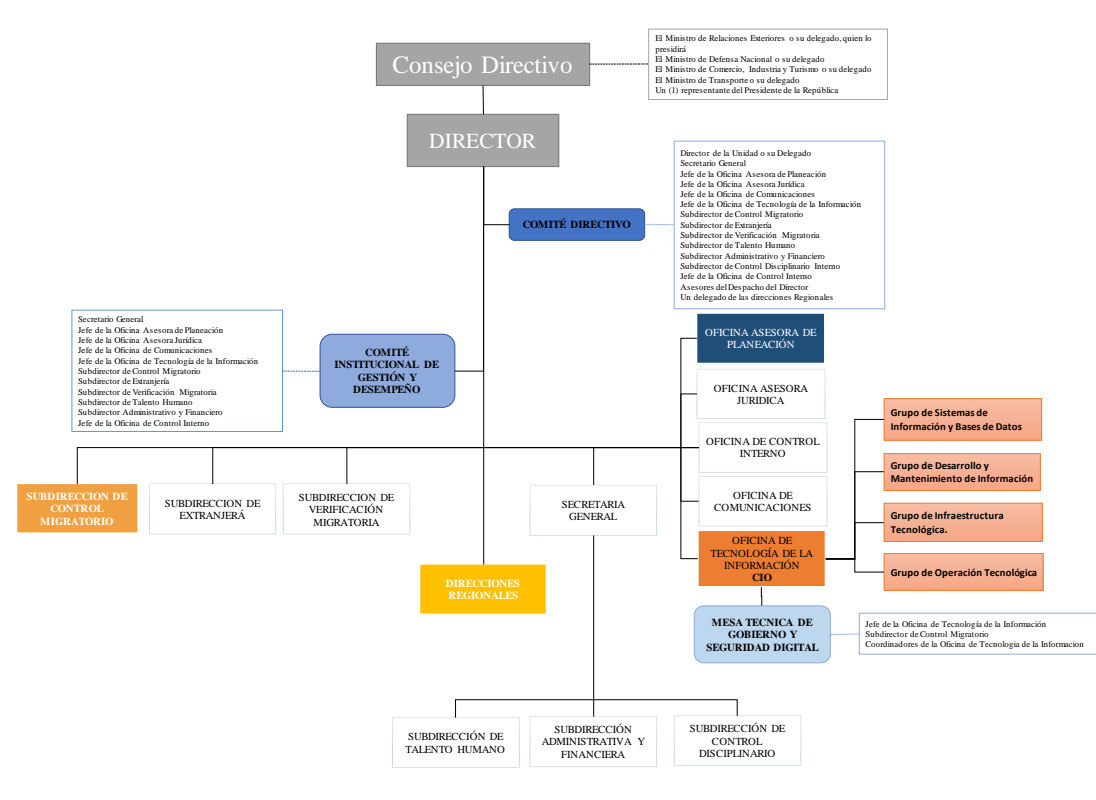 El Ministro de Relaciones Exteriores o su delegado, quien lo
presidirá
El Ministro de Defensa Nacional o su delegado
El Ministro de Comercio, Industria y Turismo o su delegado
El Ministro de Transporte o su delegado
Un (1) representante del Presidente de la República
Consejo Directivo
DIRECTOR
Director de la Unidad o su Delegado
Secretario General
Jefe de la Oficina Asesora de Planeación
Jefe de la Oficina Asesora Jurídica
Jefe de la Oficina de Comunicaciones
Jefe de la Oficina de Tecnología de la Información
Subdirector de Control Migratorio
Subdirector de Extranjería
Subdirector de Verificación Migratoria
Subdirector de Talento Humano
Subdirector Administrativo y Financiero
Subdirector de Control Disciplinario Interno
Jefe de la Oficina de Control Interno
Asesores del Despacho del Director
Un delegado de las direcciones Regionales
COMITÉ DIRECTIVO
Secretario General
Jefe de la Oficina Asesora de Planeación
Jefe de la Oficina Asesora Jurídica
Jefe de la Oficina de Comunicaciones
Jefe de la Oficina de Tecnología de la Información
Subdirector de Control Migratorio
Subdirector de Extranjería
Subdirector de Verificación Migratoria
Subdirector de Talento Humano
Subdirector Administrativo y Financiero
Jefe de la Oficina de Control Interno
COMITÉ
INSTITUCIONAL DE
GESTIÓN Y
DESEMPEÑO
OFICINA ASESORA DE
PLANEACIÓN
OFICINA ASESORA
JURIDICA
OFICINA DE CONTROL
INTERNO
OFICINA DE
COMUNICACIONES
OFICINA DE
TECNOLOGÍA DE LA
INFORMACIÓN
CIO
Grupo de Sistemas de
Información y Bases de Datos
Grupo de Desarrollo y
Mantenimiento de Información
Grupo de Infraestructura
Tecnológica.
Grupo de Operación Tecnológica
SUBDIRECCION DE
CONTROL
MIGRATORIO
SUBDIRECCION DE
EXTRANJERÁ
SUBDIRECCION DE
VERIFICACIÓN
MIGRATORIA
SECRETARIA
GENERAL
DIRECCIONES
REGIONALES
MESA TECNICA DE
GOBIERNO Y
SEGURIDAD DIGITAL
Jefe de la Oficina de Tecnología de la Información
Subdirector de Control Migratorio
Coordinadores de la Oficina de Tecnologia de la Informacion
SUBDIRECCIÓN DE
TALENTO HUMANO
SUBDIRECCIÓN
ADMINISTRATIVA Y
FINANCIERA
SUBDIRECCIÓN DE
CONTROL
DISCIPLINARIO